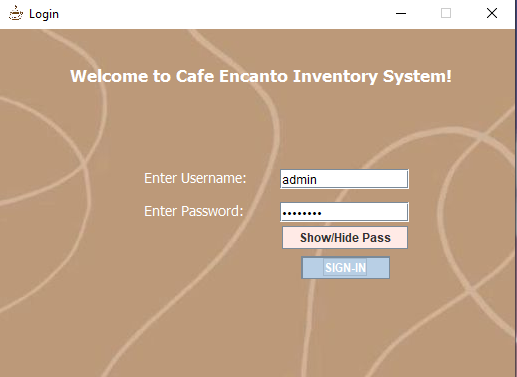 Login
Welcome to Cafe Encanto Inventory System!
Enter Username: admin
Enter Password: ••••••••
Show/Hide Pass
SIGN-IN